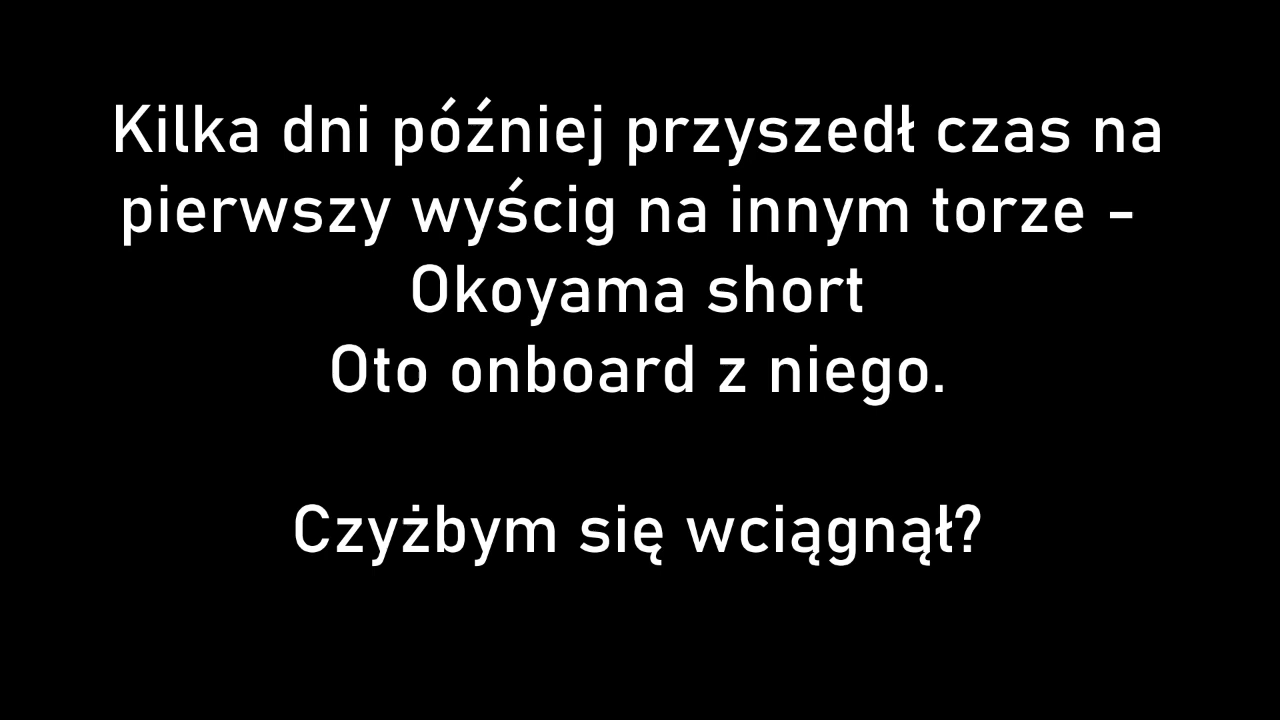 Kilka dni później przyszedł czas na
pierwszy wyścig na innym torze -
Okoyama short
Oto onboard z niego.
Czyżbym się wciągnął?